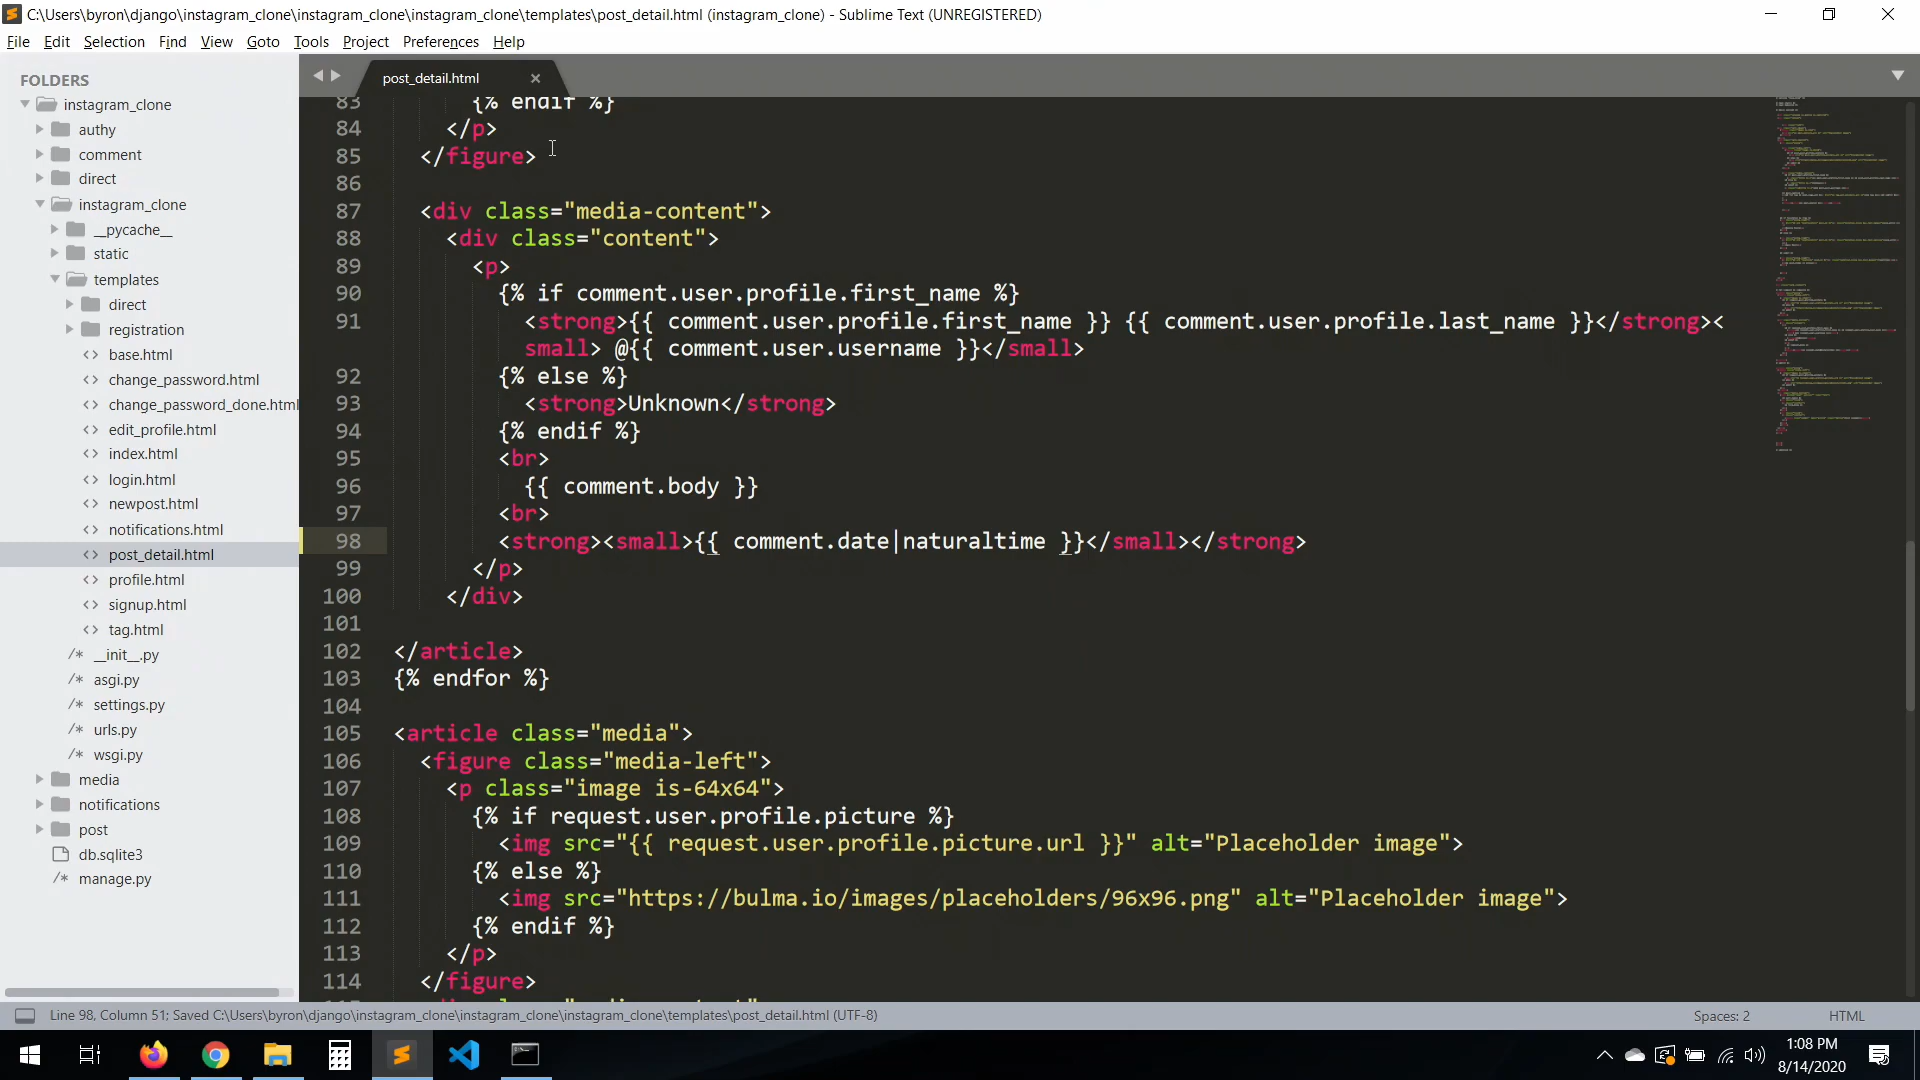 C:\Users\byron\django\instagram_clone\instagram_clone\instagram_clone\templates\post_detail.html (instagram_clone) - Sublime Text (UNREGISTERED)
File Edit Selection Find View Goto Tools Project Preferences Help
FOLDERS
instagram_clone
authy
comment
direct
instagram_clone
__pycache__
static
templates
direct
registration
base.html
change_password.html
change_password_done.html
edit_profile.html
index.html
login.html
newpost.html
notifications.html
post_detail.html
profile.html
signup.html
tag.html
__init__.py
asgi.py
settings.py
urls.py
wsgi.py
media
notifications
post
db.sqlite3
manage.py
post_detail.html
83 {% endif %}
84 </p>
85 </figure>
86
87 <div class="media-content">
88 <div class="content">
89 <p>
90 {% if comment.user.profile.first_name %}
91 <strong>{{ comment.user.profile.first_name }} {{ comment.user.profile.last_name }}</strong><
small> @{{ comment.user.username }}</small>
92 {% else %}
93 <strong>Unknown</strong>
94 {% endif %}
95 <br>
96 {{ comment.body }}
97 <br>
98 <strong><small>{{ comment.date|naturaltime }}</small></strong>
99 </p>
100 </div>
101
102 </article>
103 {% endfor %}
104
105 <article class="media">
106 <figure class="media-left">
107 <p class="image is-64x64">
108 {% if request.user.profile.picture %}
109 <img src="{{ request.user.profile.picture.url }}" alt="Placeholder image">
110 {% else %}
111 <img src="https://bulma.io/images/placeholders/96x96.png" alt="Placeholder image">
112 {% endif %}
113 </p>
114 </figure>
Line 98, Column 51; Saved C:\Users\byron\django\instagram_clone\instagram_clone\instagram_clone\templates\post_detail.html (UTF-8)
Spaces: 2
HTML
1:08 PM
8/14/2020